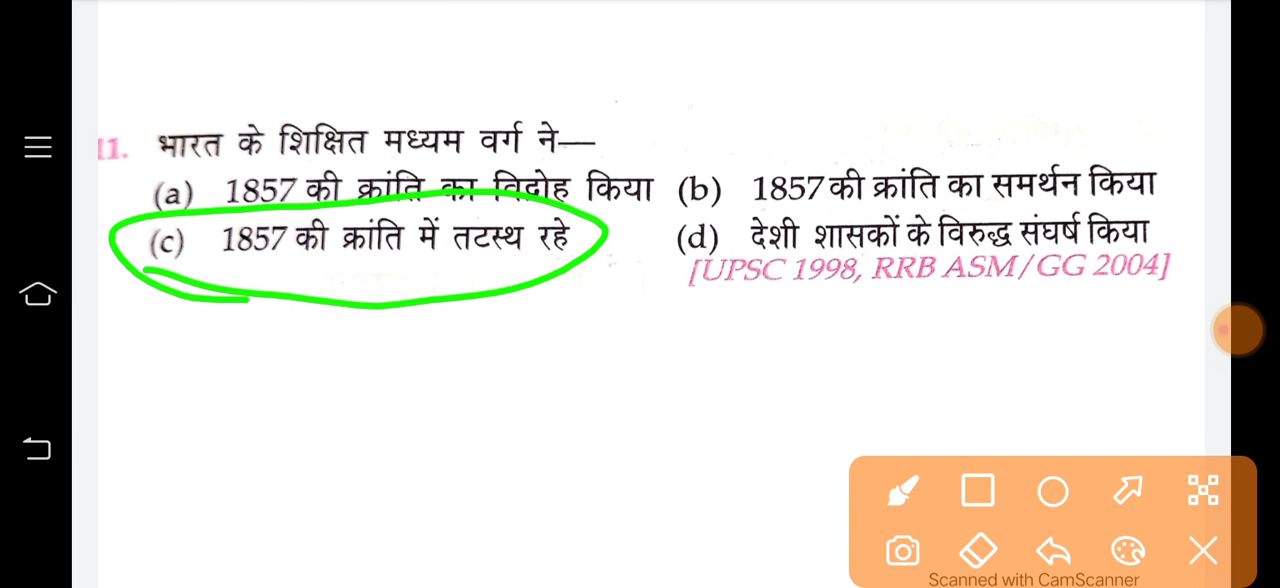 11. भारत के शिक्षित मध्यम वर्ग ने—
(a) 1857 की क्रांति का विद्रोह किया (b) 1857 की क्रांति का समर्थन किया
(c) 1857 की क्रांति में तटस्थ रहे (d) देशी शासकों के विरुद्ध संघर्ष किया
[UPSC 1998, RRB ASM/GG 2004]
Scanned with CamScanner